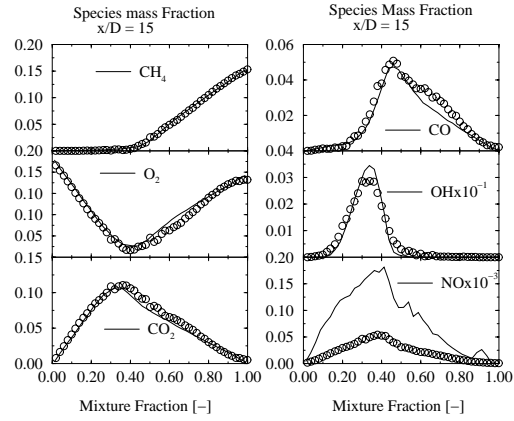 Species mass Fraction
x/D = 15
0.20
0.15
CH4
0.10
0.05
0.20
0.15
O2
0.10
0.05
0.15
0.10
0.05
CO2
0.00
0.00 0.20 0.40 0.60 0.80 1.00
Mixture Fraction [−]
Species Mass Fraction
x/D = 15
0.06
0.04
0.02
CO
0.04
0.03
OHx10−1
0.02
0.01
0.20
NOx10−3
0.15
0.10
0.05
0.00
0.00 0.20 0.40 0.60 0.80 1.00
Mixture Fraction [−]